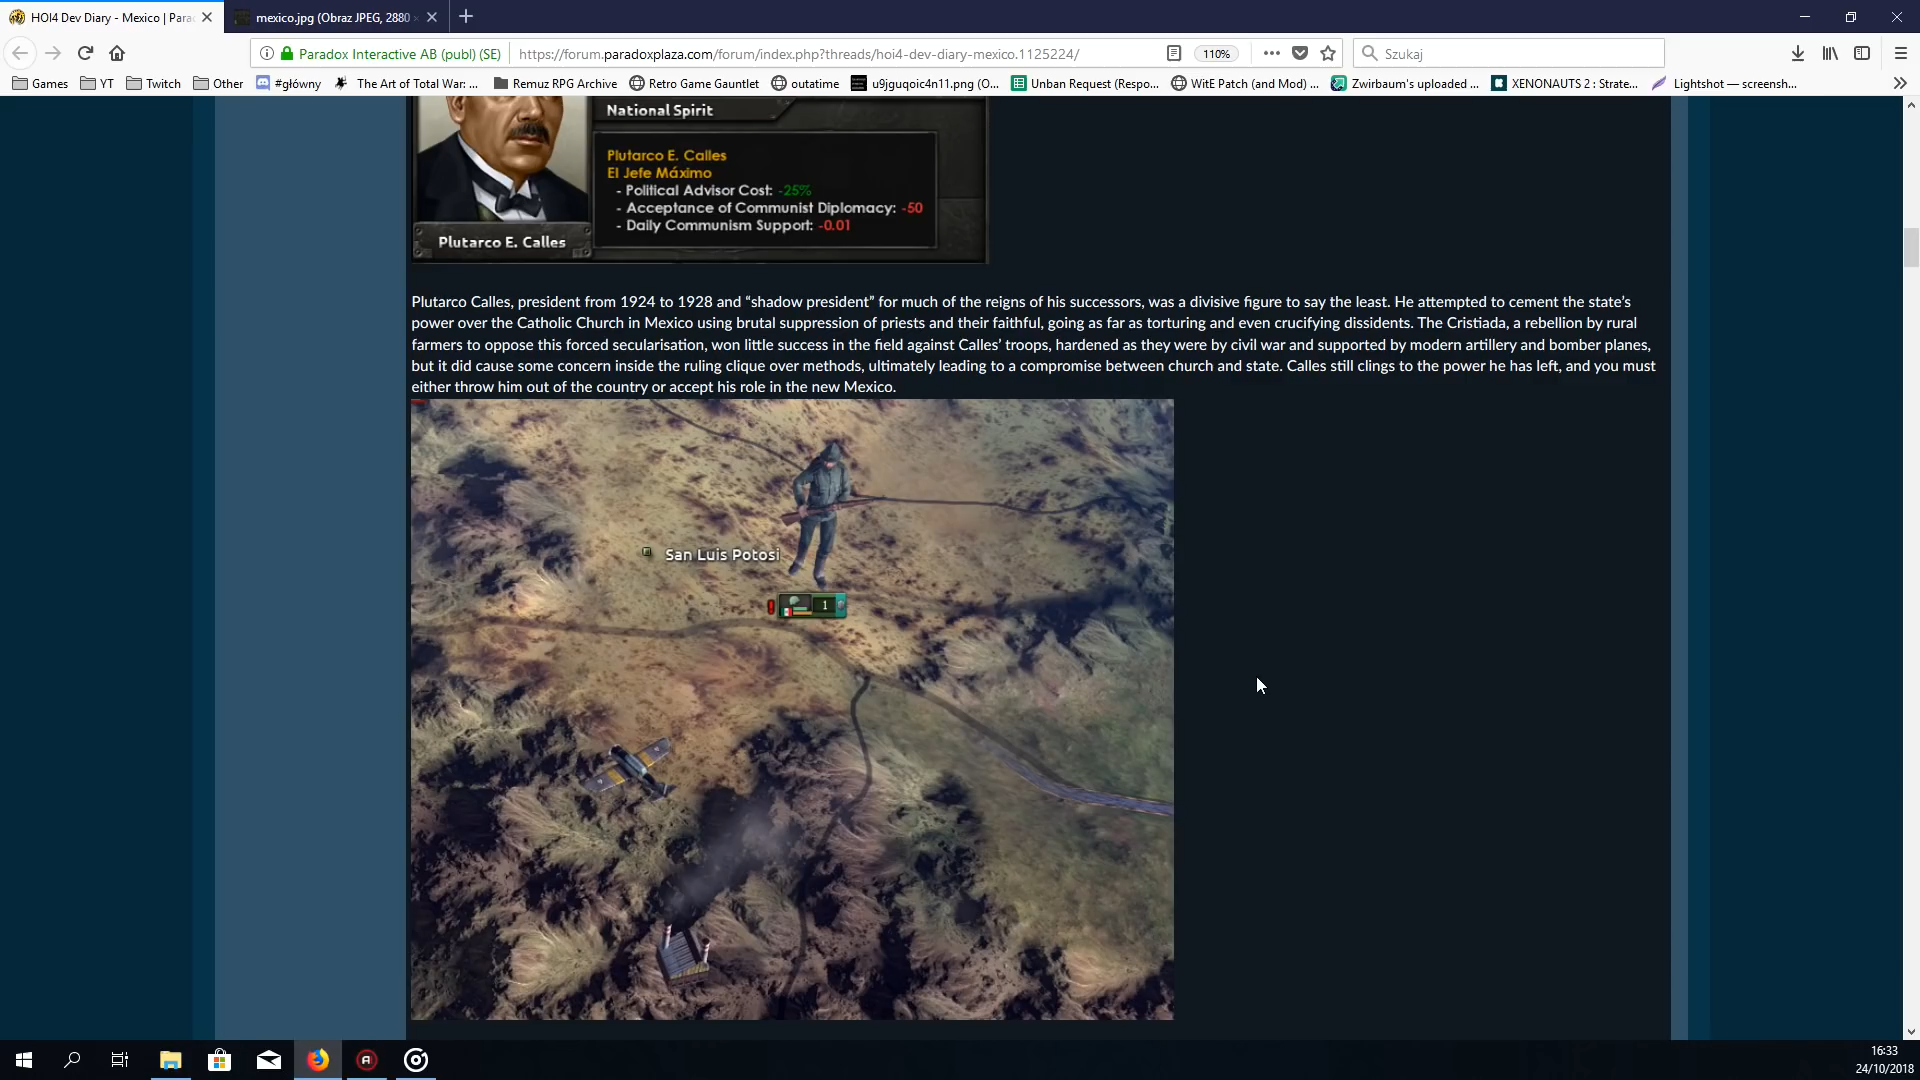 HOI4 Dev Diary - Mexico | Para
mexico.jpg (Obraz JPEG, 2880
Paradox Interactive AB (publ) (SE)
https://forum.paradoxplaza.com/forum/index.php?threads/hoi4-dev-diary-mexico.1125224/
110%
Szukaj
Games
YT
Twitch
Other
#główny
The Art of Total War: ...
Remuz RPG Archive
Retro Game Gauntlet
outatime
u9jguqoic4n11.png (O...
Unban Request (Respo...
WitE Patch (and Mod) ...
Zwirbaum's uploaded ...
XENONAUTS 2 : Strate...
Lightshot — screensh...
National Spirit
Plutarco E. Calles
El Jefe Máximo
- Political Advisor Cost: -25%
- Acceptance of Communist Diplomacy: -50
- Daily Communism Support: -0.01
Plutarco E. Calles
Plutarco Calles, president from 1924 to 1928 and “shadow president” for much of the reigns of his successors, was a divisive figure to say the least. He attempted to cement the state’s
power over the Catholic Church in Mexico using brutal suppression of priests and their faithful, going as far as torturing and even crucifying dissidents. The Cristiada, a rebellion by rural
farmers to oppose this forced secularisation, won little success in the field against Calles’ troops, hardened as they were by civil war and supported by modern artillery and bomber planes,
but it did cause some concern inside the ruling clique over methods, ultimately leading to a compromise between church and state. Calles still clings to the power he has left, and you must
either throw him out of the country or accept his role in the new Mexico.
San Luis Potosi
1
16:33
24/10/2018